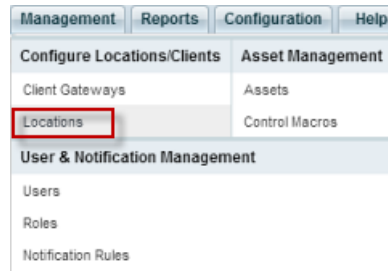 Management Reports Configuration Help
Configure Locations/Clients Asset Management
Client Gateways Assets
Locations Control Macros
User & Notification Management
Users
Roles
Notification Rules